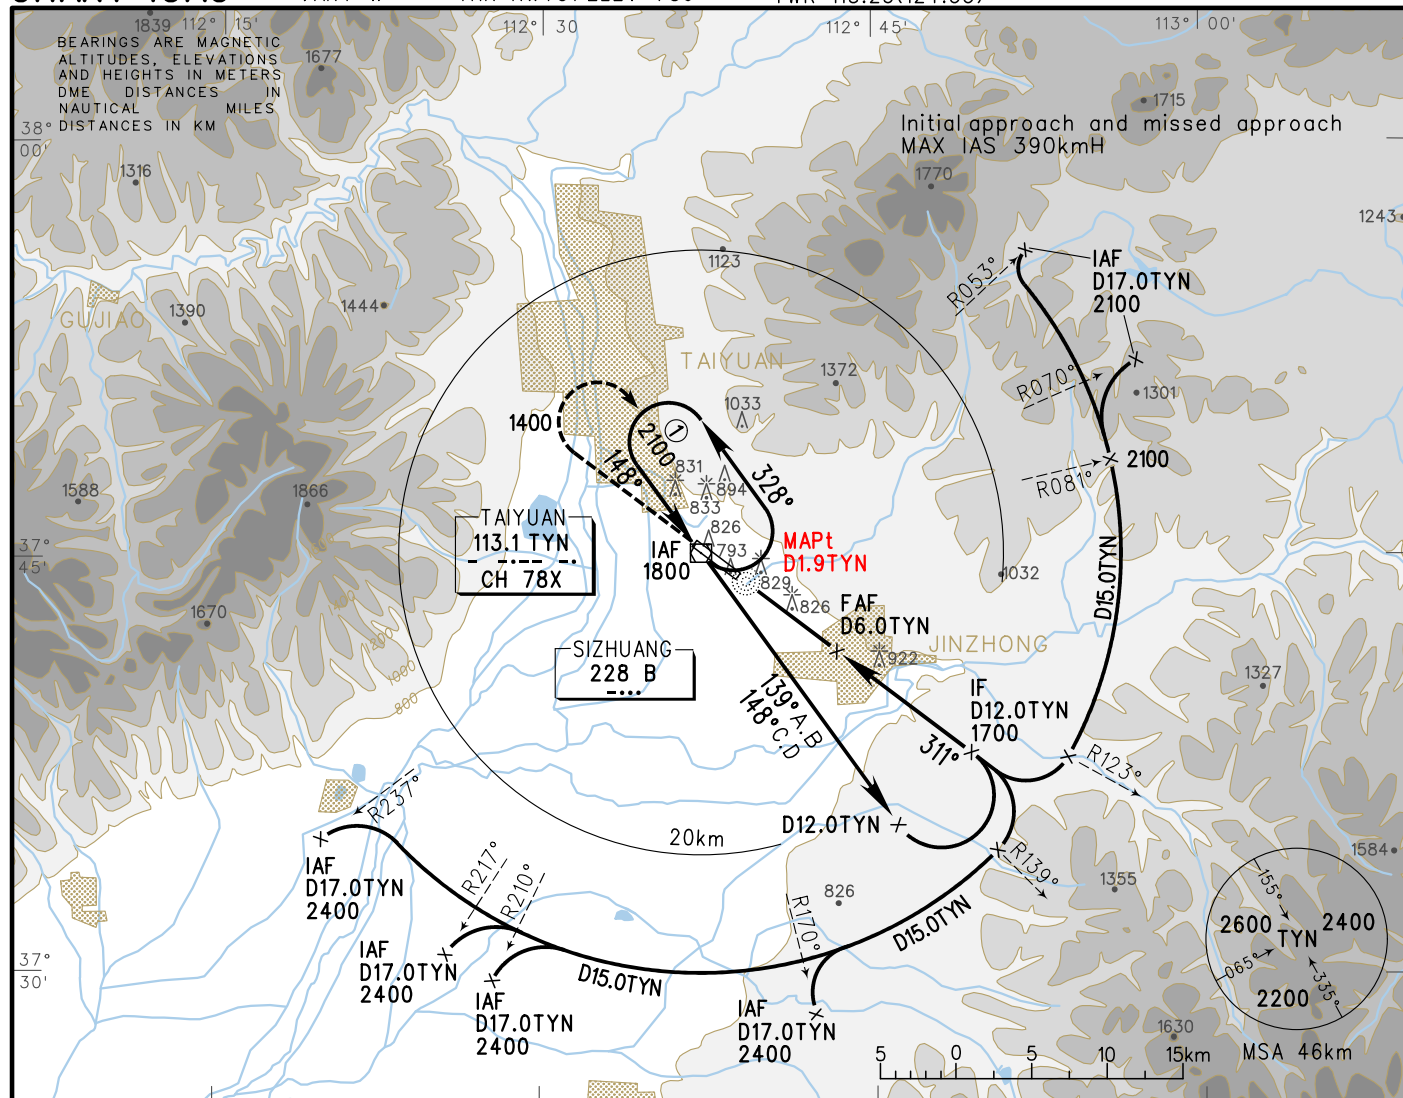 112° 15'
112° 30'
112° 45'
113° 00'
BEARINGS ARE MAGNETIC
ALTITUDES, ELEVATIONS
AND HEIGHTS IN METERS
DME DISTANCES IN
NAUTICAL MILES
DISTANCES IN KM
1839
1677
38°
00'
1316
1715
Initial approach and missed approach
MAX IAS 390kmH
1770
1243
1123
R053°
IAF
D17.0TYN
2100
1390
1444
GUJIAO
TAIYUAN
1372
R070°
1301
1033
1400
2100
1
148°
328°
831
894
833
2100
R081°
1588
1866
TAIYUAN
113.1 TYN
CH 78X
826
793
IAF
1800
MAPt
D1.9TYN
829
826
37°
45'
1032
D15.0TYN
1670
1200
1000
800
FAF
D6.0TYN
JINZHONG
922
SIZHUANG
228 B
1327
139° A.B
148° C.D
IF
D12.0TYN
1700
311°
R123°
R237°
20km
D12.0TYN
IAF
D17.0TYN
2400
R217°
R210°
R139°
1584
1355
826
R170°
155°
2600
TYN
2400
065°
335°
2200
MSA 46km
D15.0TYN
IAF
D17.0TYN
2400
37°
30'
D15.0TYN
IAF
D17.0TYN
2400
IAF
D17.0TYN
2400
1630
5 0 5 10 15km